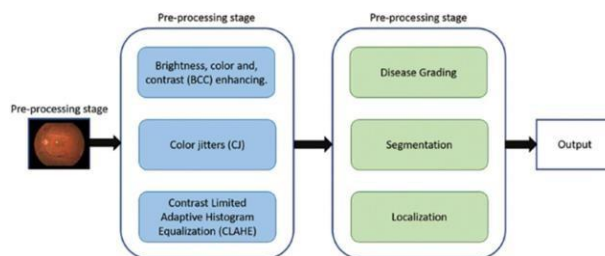 Pre-processing stage
Pre-processing stage
Brightness, color and,
contrast (BCC) enhancing.
Disease Grading
Pre-processing stage
Color jitters (CJ)
Segmentation
Output
Contrast Limited
Adaptive Histogram
Equalization (CLAHE)
Localization